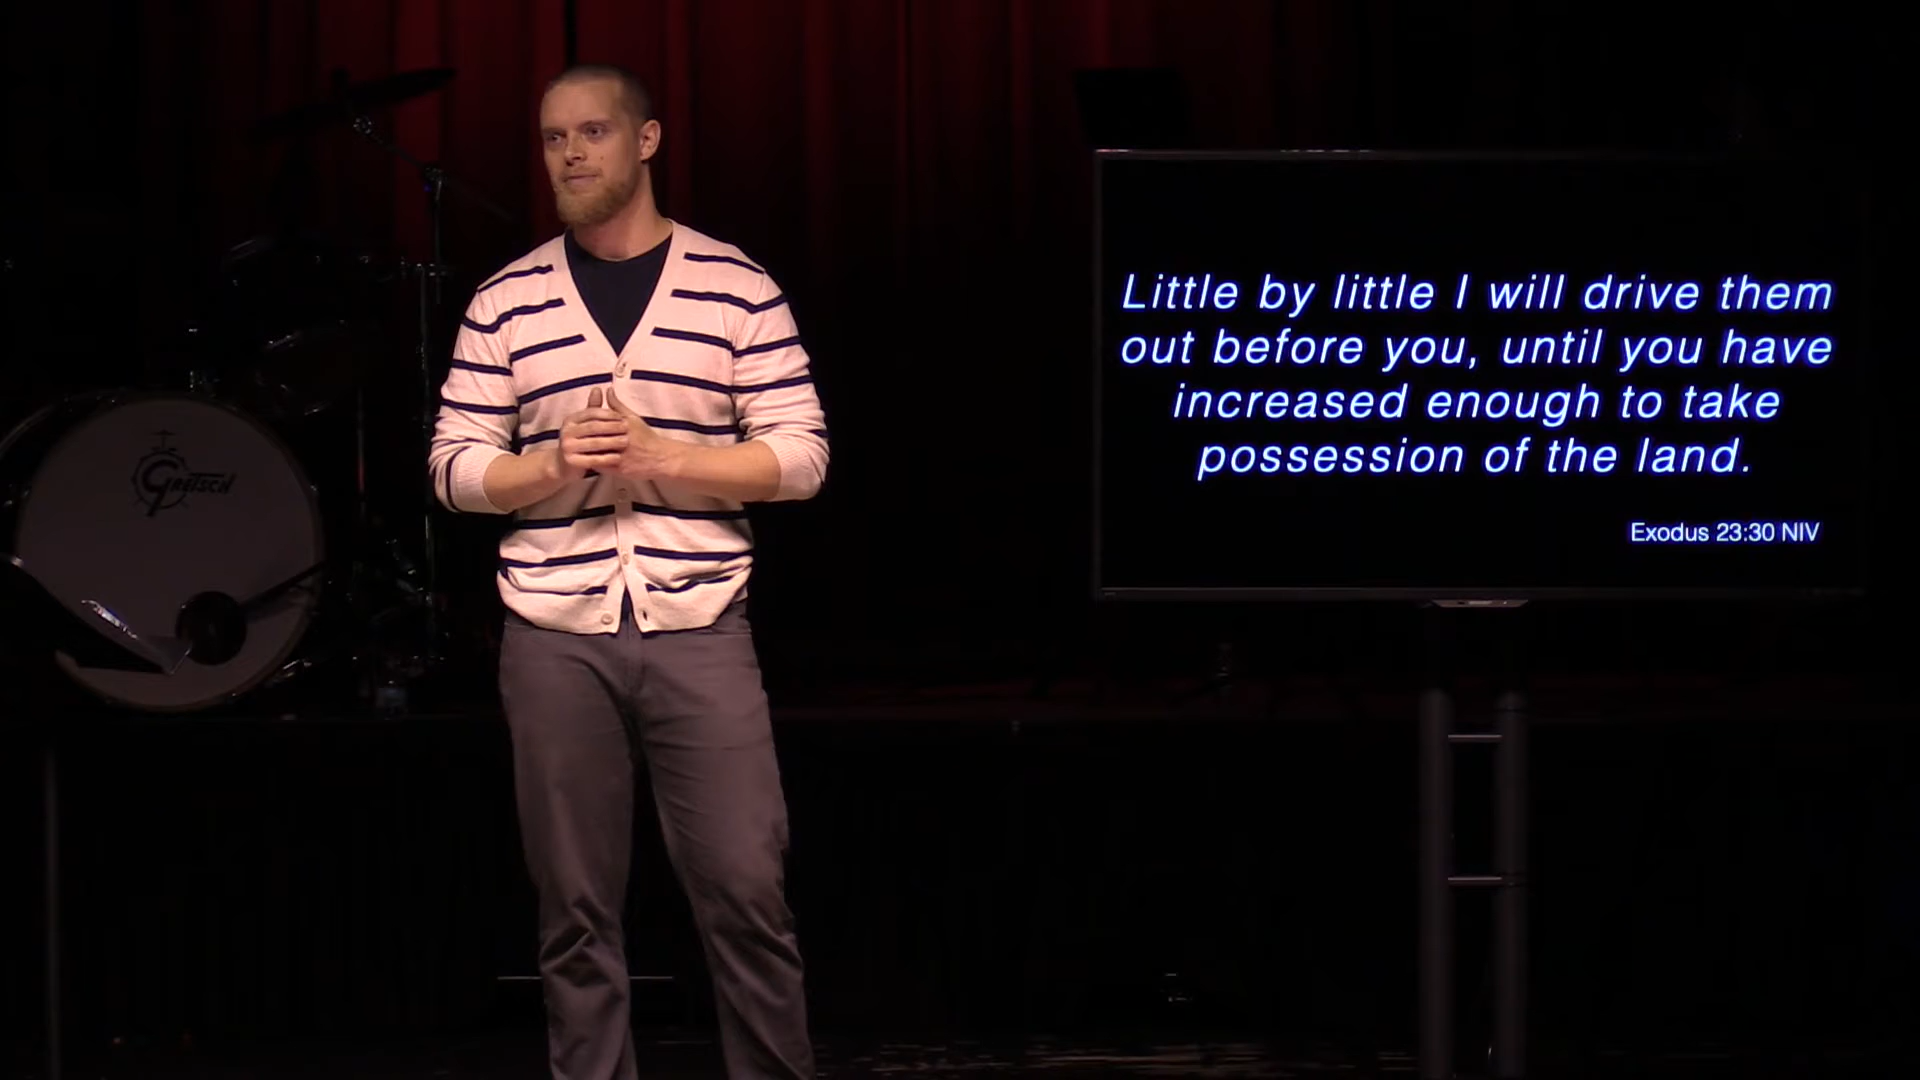 GRETSCH
Little by little I will drive them
out before you, until you have
increased enough to take
possession of the land.
Exodus 23:30 NIV